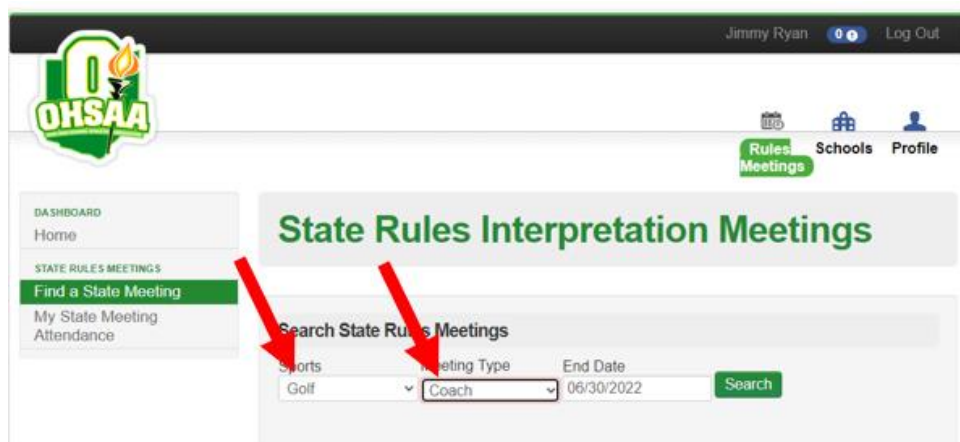 Jimmy Ryan 0 Log Out
OHSAA
Rules Meetings
Schools
Profile
DASHBOARD
Home
STATE RULES MEETINGS
Find a State Meeting
My State Meeting
Attendance
State Rules Interpretation Meetings
Search State Rules Meetings
Sports Meeting Type End Date
Golf Coach 06/30/2022 Search